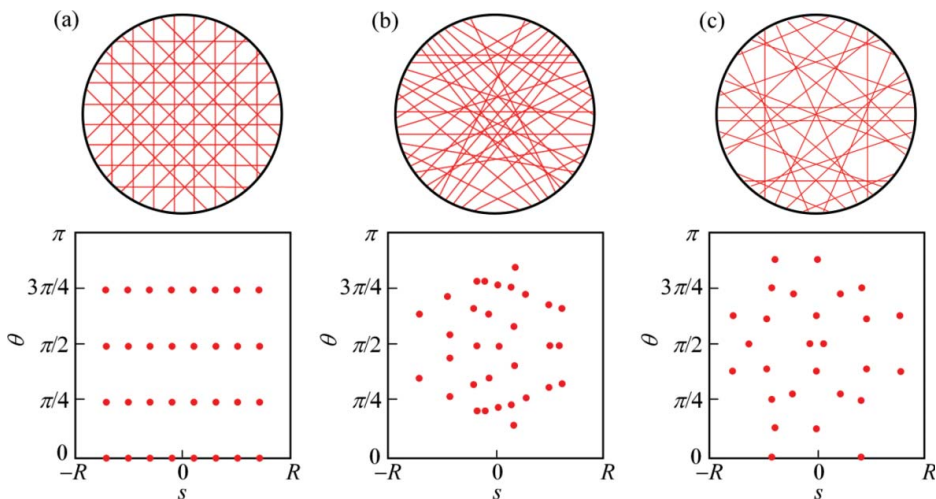 (a) (b) (c)
π π π
3π/4 3π/4 3π/4
θ π/2 θ π/2 θ π/2
π/4 π/4 π/4
0 0 0
−R 0 R −R 0 R −R 0 R
s s s